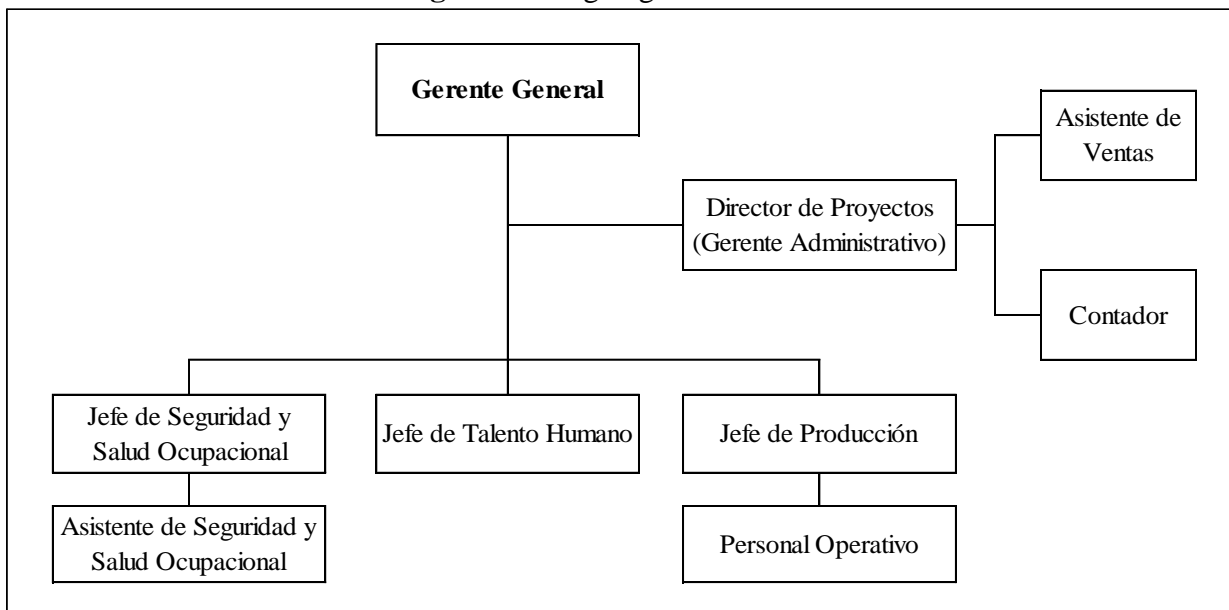 Gerente General
Asistente de
Ventas
Director de Proyectos
(Gerente Administrativo)
Contador
Jefe de Seguridad y
Salud Ocupacional
Jefe de Talento Humano
Jefe de Producción
Asistente de Seguridad y
Salud Ocupacional
Personal Operativo